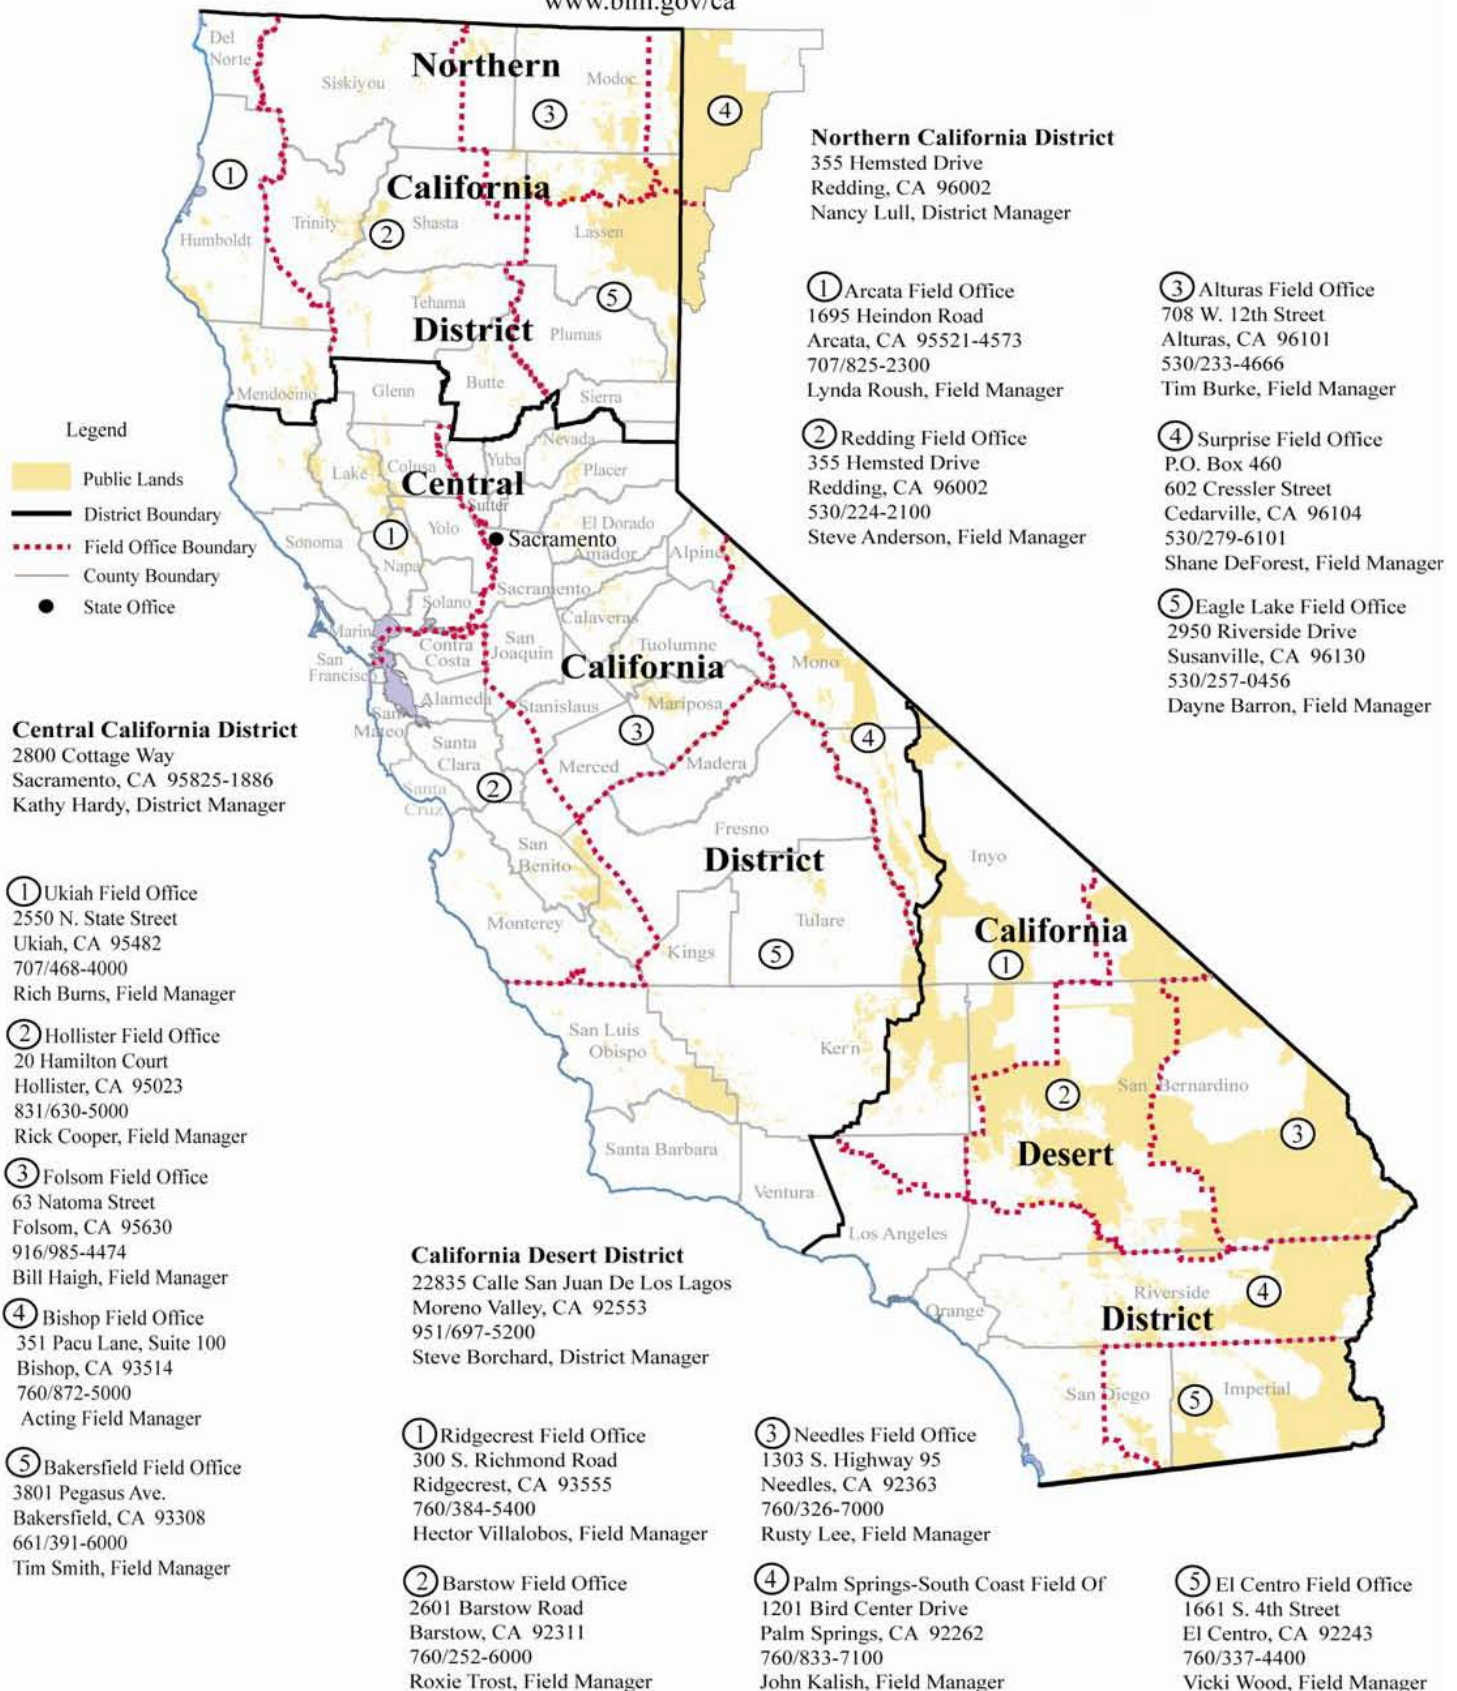 www.blm.gov/ca
Del
Norte
Siskiyou
Northern
Modoc
3
4
1
California
Trinity
2
Shasta
Lassen
Humboldt
5
Tehama
District
Plumas
Mendocino
Glenn
Butte
Sierra
Northern California District
355 Hemsted Drive
Redding, CA 96002
Nancy Lull, District Manager
1 Arcata Field Office
1695 Heindon Road
Arcata, CA 95521-4573
707/825-2300
Lynda Roush, Field Manager
2 Redding Field Office
355 Hemsted Drive
Redding, CA 96002
530/224-2100
Steve Anderson, Field Manager
3 Alturas Field Office
708 W. 12th Street
Alturas, CA 96101
530/233-4666
Tim Burke, Field Manager
4 Surprise Field Office
P.O. Box 460
602 Cressler Street
Cedarville, CA 96104
530/279-6101
Shane DeForest, Field Manager
5 Eagle Lake Field Office
2950 Riverside Drive
Susanville, CA 96130
530/257-0456
Dayne Barron, Field Manager
Legend
Public Lands
District Boundary
Field Office Boundary
County Boundary
State Office
Nevada
Lake
Colusa
Yuba
Placer
Central
Sutter
Sonoma
1
Yolo
Sacramento
El Dorado
Amador
Alpine
Napa
Sacramento
Solano
Calaveras
Marin
Contra
Costa
San
Joaquin
Tuolumne
Mono
San
Francisco
California
Alameda
Stanislaus
Mariposa
San
Mateo
3
4
Santa
Clara
Merced
Madera
2
Santa
Cruz
Fresno
San
Benito
District
Inyo
Monterey
Tulare
Kings
5
California
1
San Luis
Obispo
Kern
2
San Bernardino
3
Santa Barbara
Desert
Ventura
Los Angeles
Riverside
4
Orange
District
San Diego
5
Imperial
Central California District
2800 Cottage Way
Sacramento, CA 95825-1886
Kathy Hardy, District Manager
1 Ukiah Field Office
2550 N. State Street
Ukiah, CA 95482
707/468-4000
Rich Burns, Field Manager
2 Hollister Field Office
20 Hamilton Court
Hollister, CA 95023
831/630-5000
Rick Cooper, Field Manager
3 Folsom Field Office
63 Natoma Street
Folsom, CA 95630
916/985-4474
Bill Haigh, Field Manager
4 Bishop Field Office
351 Pacu Lane, Suite 100
Bishop, CA 93514
760/872-5000
Acting Field Manager
5 Bakersfield Field Office
3801 Pegasus Ave.
Bakersfield, CA 93308
661/391-6000
Tim Smith, Field Manager
California Desert District
22835 Calle San Juan De Los Lagos
Moreno Valley, CA 92553
951/697-5200
Steve Borchard, District Manager
1 Ridgecrest Field Office
300 S. Richmond Road
Ridgecrest, CA 93555
760/384-5400
Hector Villalobos, Field Manager
2 Barstow Field Office
2601 Barstow Road
Barstow, CA 92311
760/252-6000
Roxie Trost, Field Manager
3 Needles Field Office
1303 S. Highway 95
Needles, CA 92363
760/326-7000
Rusty Lee, Field Manager
4 Palm Springs-South Coast Field Of
1201 Bird Center Drive
Palm Springs, CA 92262
760/833-7100
John Kalish, Field Manager
5 El Centro Field Office
1661 S. 4th Street
El Centro, CA 92243
760/337-4400
Vicki Wood, Field Manager